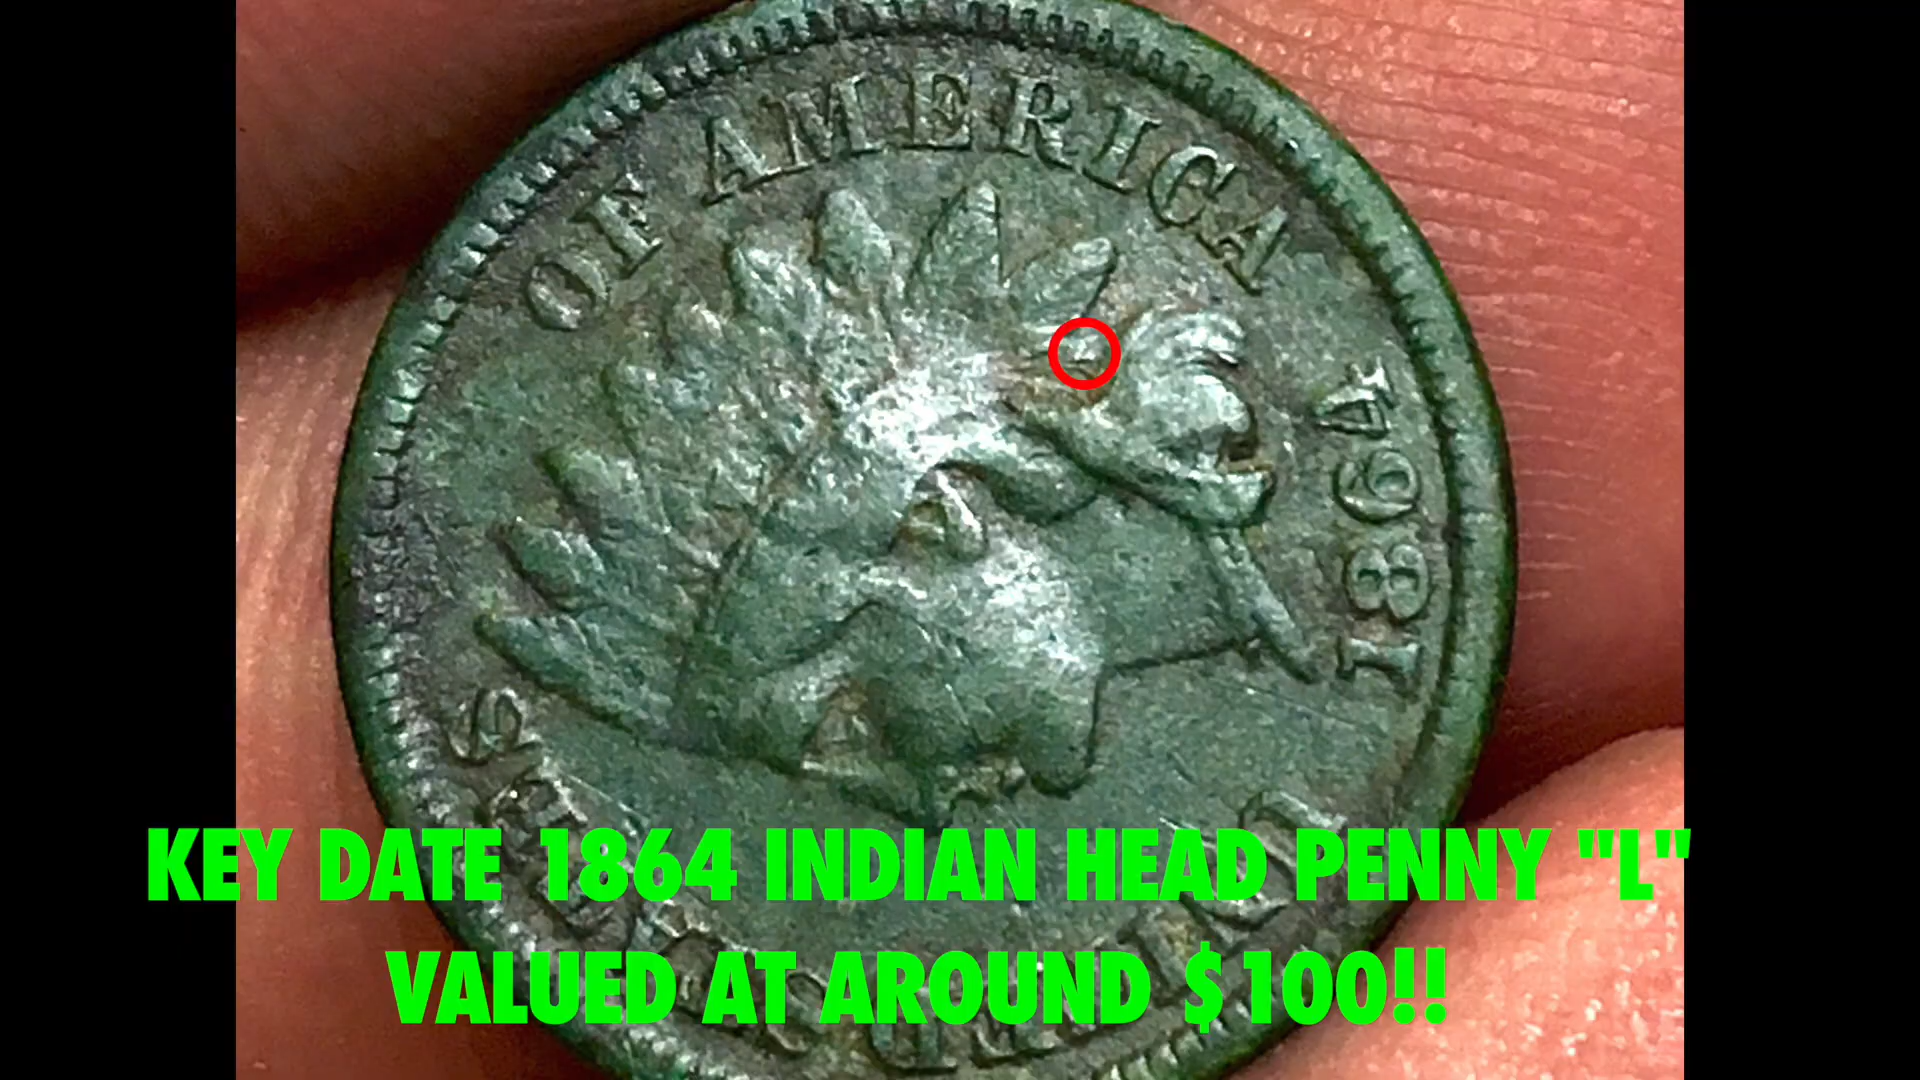 OF AMERICA
1864
KEY DATE 1864 INDIAN HEAD PENNY "L"
VALUED AT AROUND $100!!